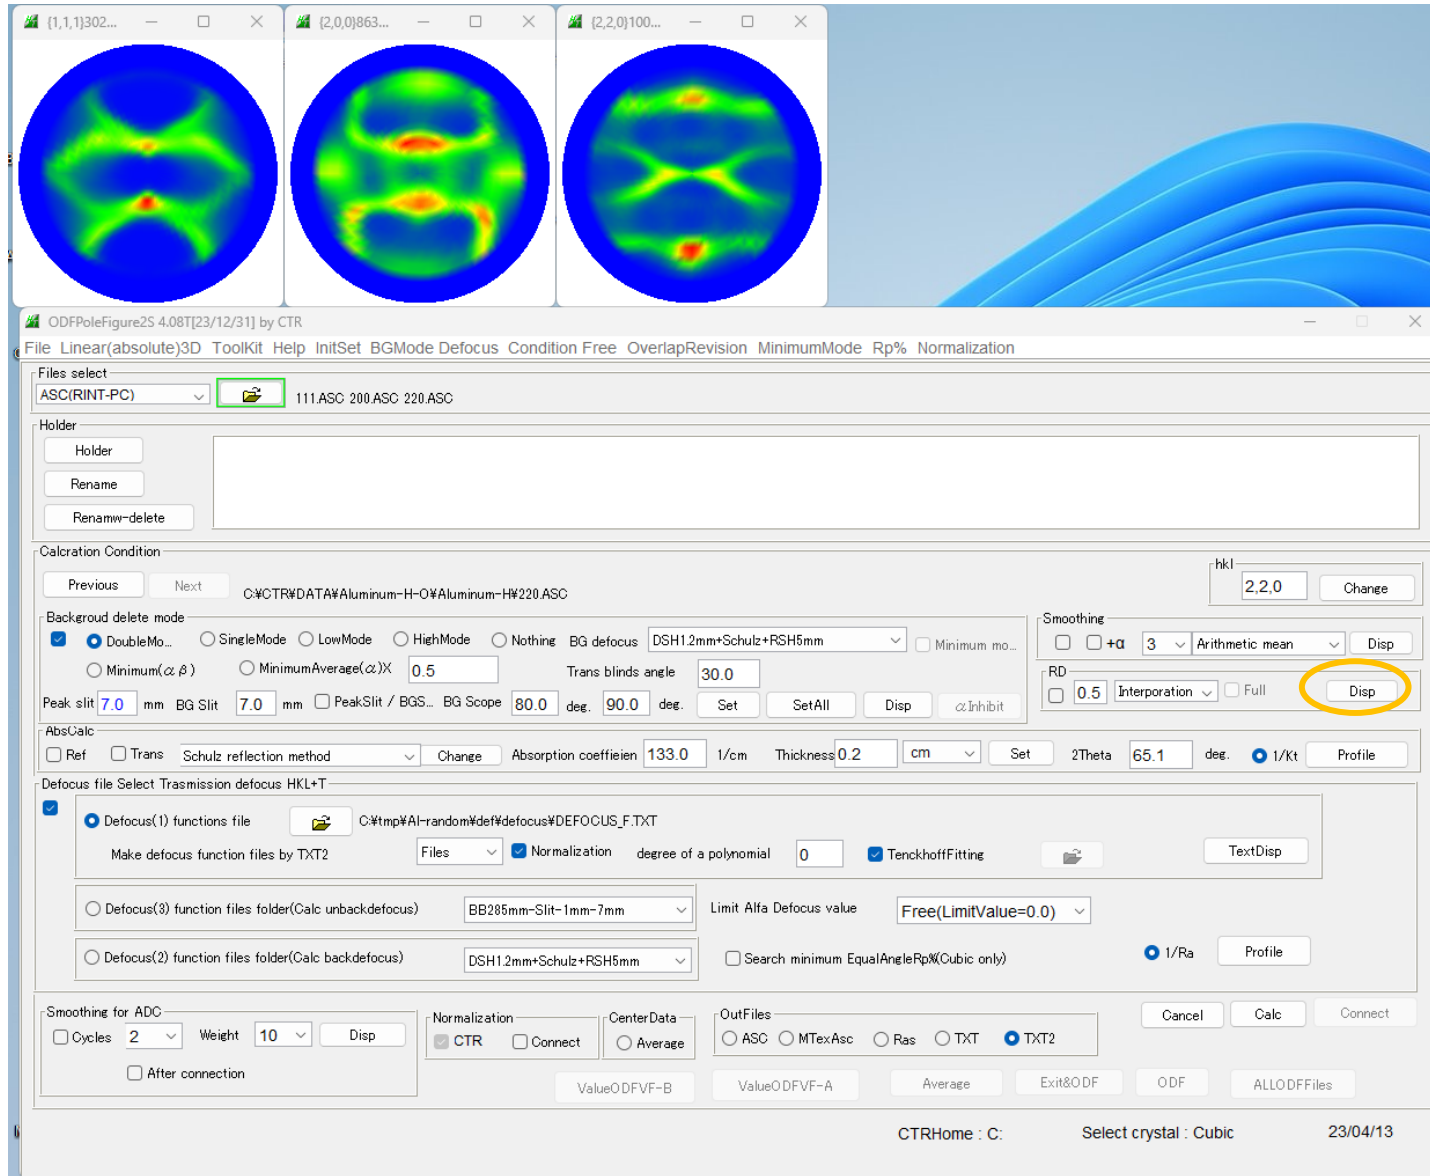 {1,1,1}302...
{2,0,0}863...
{2,2,0}100...
ODFPoleFigure2S 4.08T[23/12/31] by CTR
File Linear(absolute)3D ToolKit Help InitSet BGMode Defocus Condition Free OverlapRevision MinimumMode Rp% Normalization
Files select
ASC(RINT-PC) 111.ASC 200.ASC 220.ASC
Holder
Holder
Rename
Renamw-delete
Calcration Condition
Previous Next C:¥CTR¥DATA¥Aluminum-H-O¥Aluminum-H¥220.ASC
hkl
2,2,0 Change
Backgroud delete mode
DoubleMo... SingleMode LowMode HighMode Nothing BG defocus DSH1.2mm+Schulz+RSH5mm Minimum mo...
Minimum(α β) MinimumAverage(α)X 0.5 Trans blinds angle 30.0
Peak slit 7.0 mm BG Slit 7.0 mm PeakSlit / BGS... BG Scope 80.0 deg. 90.0 deg. Set SetAll Disp αInhibit
Smoothing
+α 3 Arithmetic mean Disp
RD
0.5 Interporation Full Disp
AbsCalc
Ref Trans Schulz reflection method Change Absorption coeffieien 133.0 1/cm Thickness 0.2 cm Set 2Theta 65.1 deg. 1/Kt Profile
Defocus file Select Trasmission defocus HKL+T
Defocus(1) functions file C:¥tmp¥Al-random¥def¥defocus¥DEFOCUS_F.TXT
Make defocus function files by TXT2 Files Normalization degree of a polynomial 0 TenckhoffFitting TextDisp
Defocus(3) function files folder(Calc unbackdefocus) BB285mm-Slit-1mm-7mm Limit Alfa Defocus value Free(LimitValue=0.0)
Defocus(2) function files folder(Calc backdefocus) DSH1.2mm+Schulz+RSH5mm Search minimum EqualAngleRp%(Cubic only) 1/Ra Profile
Smoothing for ADC
Cycles 2 Weight 10 Disp
After connection
Normalization
CTR Connect
CenterData
Average
OutFiles
ASC MTexAsc Ras TXT TXT2
Cancel Calc Connect
ValueODFVF-B ValueODFVF-A Average Exit&ODF ODF ALLODFFiles
CTRHome : C: Select crystal : Cubic 23/04/13